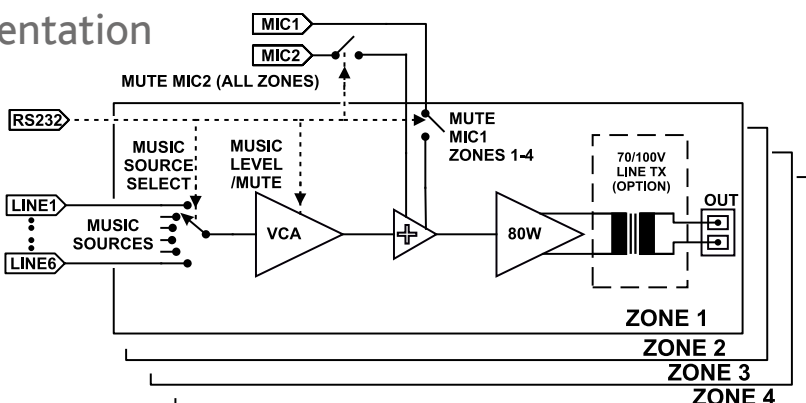 entation
MIC1
MIC2
MUTE MIC2 (ALL ZONES)
RS232
MUTE
MIC1
ZONES 1-4
MUSIC
SOURCE
SELECT
MUSIC
LEVEL
/MUTE
70/100V
LINE TX
(OPTION)
OUT
LINE1
MUSIC
SOURCES
LINE6
VCA
80W
ZONE 1
ZONE 2
ZONE 3
ZONE 4